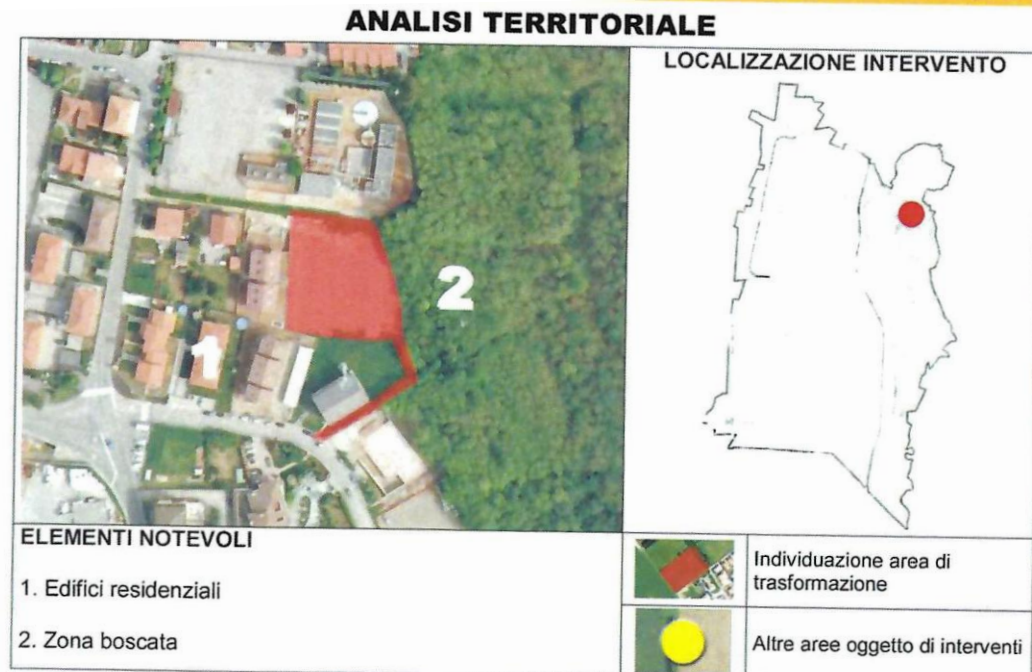 ANALISI TERRITORIALE
LOCALIZZAZIONE INTERVENTO
2
1
ELEMENTI NOTEVOLI
1. Edifici residenziali
2. Zona boscata
Individuazione area di
trasformazione
Altre aree oggetto di interventi